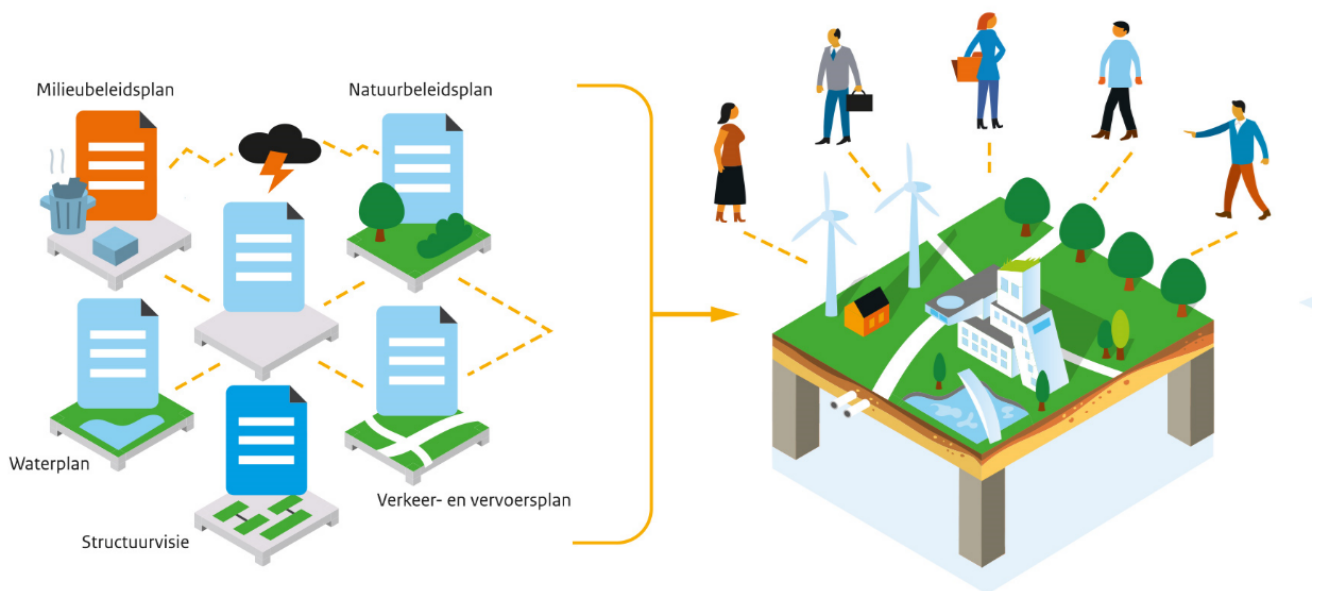 Milieubeleidsplan
Natuurbeleidsplan
Waterplan
Verkeer- en vervoersplan
Structuurvisie